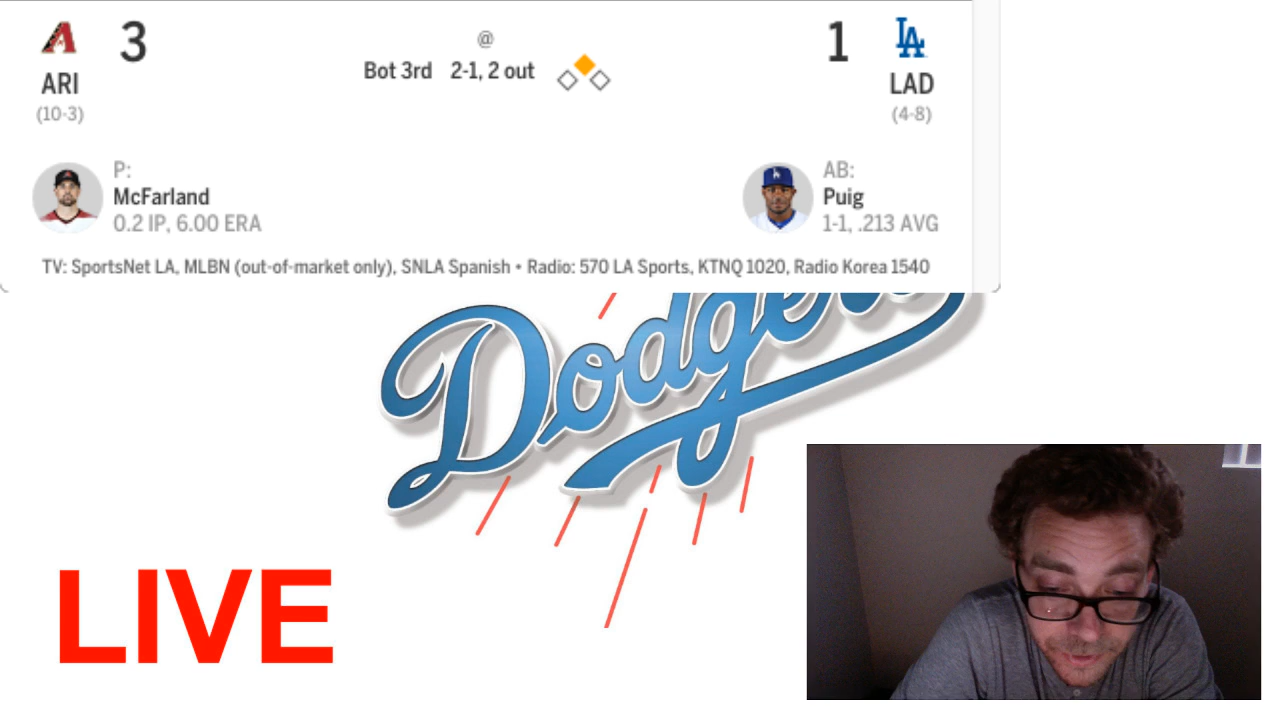 3 @ 1
Bot 3rd 2-1, 2 out
ARI LAD
(10-3) (4-8)
P: AB:
McFarland Puig
0.2 IP, 6.00 ERA 1-1, .213 AVG
TV: SportsNet LA, MLBN (out-of-market only), SNLA Spanish • Radio: 570 LA Sports, KTNQ 1020, Radio Korea 1540
Dodgers
LIVE